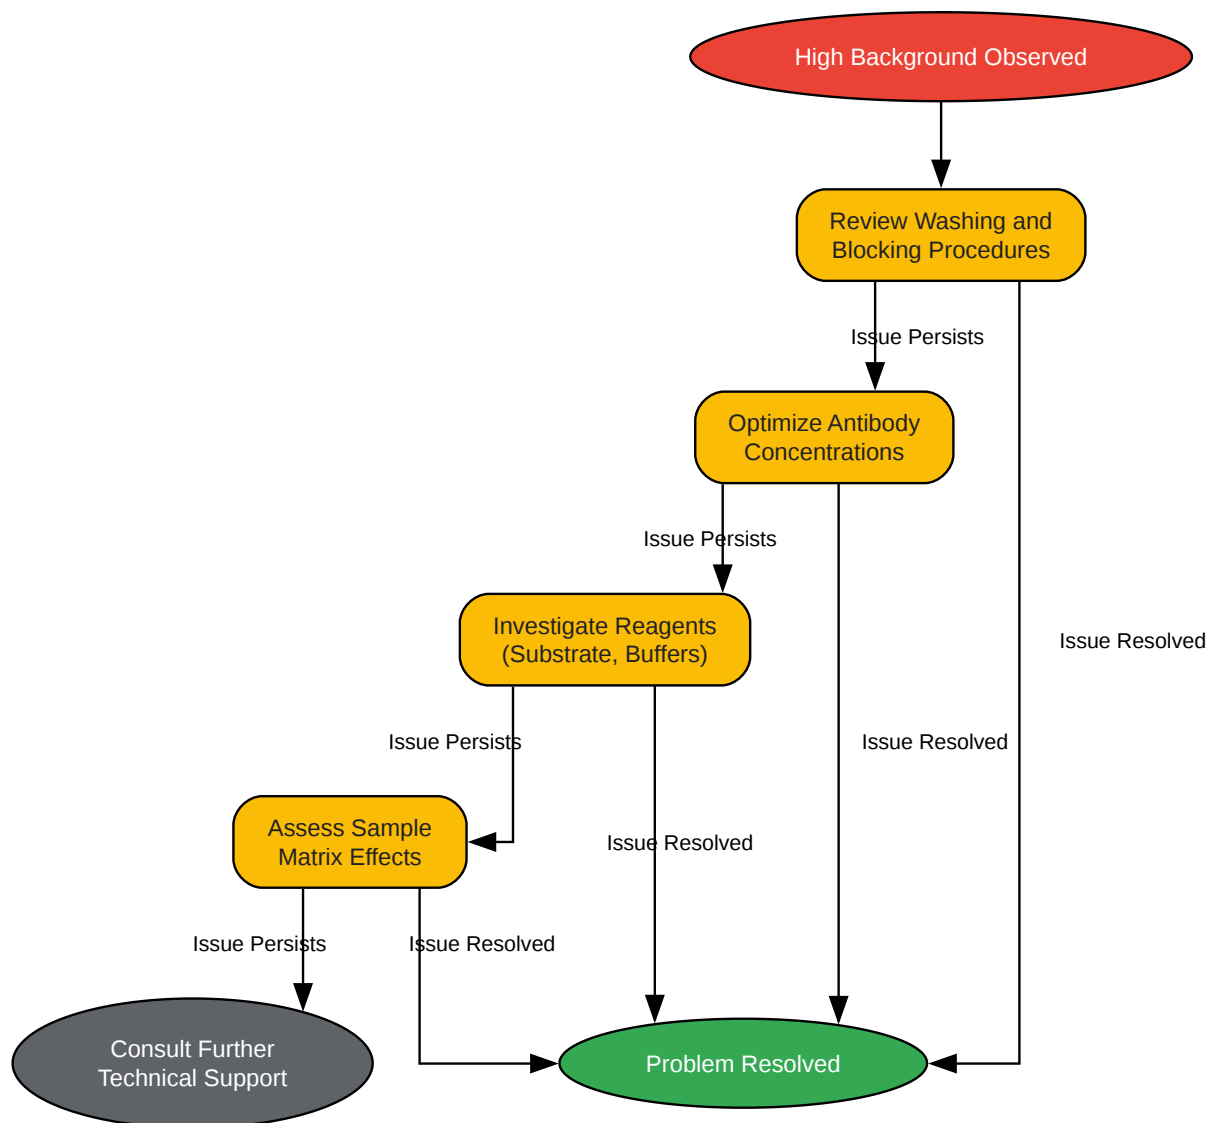 High Background Observed
Review Washing and
Blocking Procedures
Issue Persists
Optimize Antibody
Concentrations
Issue Persists
Investigate Reagents
(Substrate, Buffers)
Issue Resolved
Issue Persists
Issue Resolved
Assess Sample
Matrix Effects
Issue Resolved
Issue Persists
Issue Resolved
Consult Further
Technical Support
Problem Resolved